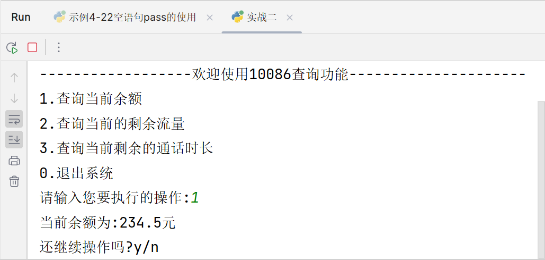 Run 示例4-22空语句pass的使用 × 实战二 ×
------------------欢迎使用10086查询功能---------------------
1.查询当前余额
2.查询当前的剩余流量
3.查询当前剩余的通话时长
0.退出系统
请输入您要执行的操作:1
当前余额为:234.5元
还继续操作吗?y/n